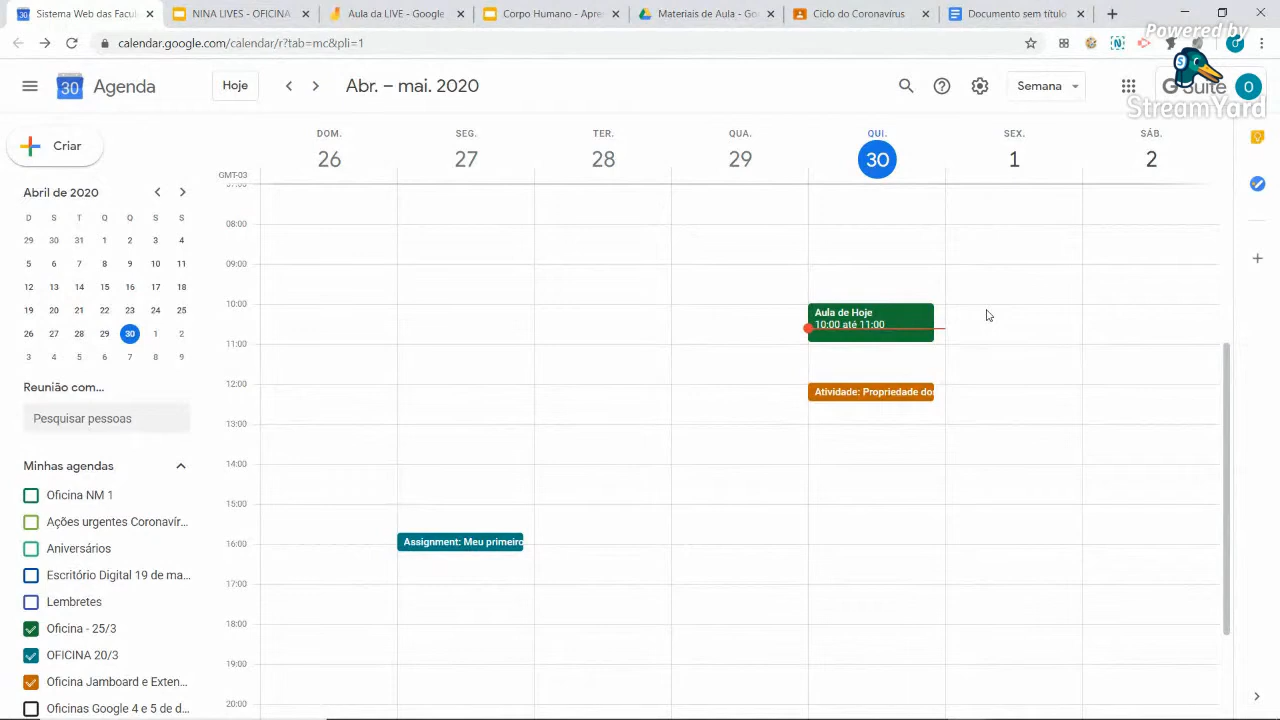 Sistema Web das Facul
NINA LIVES - OFICIN
Aula da LIVE - Google
Corpo humano - Apre
Materiais
Ciclo do Coronavírus
Documento sem título
calendar.google.com/calendar/r?tab=mc&pli=1
Powered by
StreamYard
30
Agenda
Hoje
Abr. – mai. 2020
Semana
G Suite
O
Criar
DOM.
SEG.
TER.
QUA.
QUI.
SEX.
SÁB.
26
27
28
29
30
1
2
GMT-03
07:00
08:00
09:00
10:00
11:00
12:00
13:00
14:00
15:00
16:00
17:00
18:00
19:00
20:00
Aula de Hoje
10:00 até 11:00
Atividade: Propriedade do
Assignment: Meu primeiro
Abril de 2020
D S T Q Q S S
29 30 31 1 2 3 4
5 6 7 8 9 10 11
12 13 14 15 16 17 18
19 20 21 22 23 24 25
26 27 28 29 30 1 2
3 4 5 6 7 8 9
Reunião com...
Pesquisar pessoas
Minhas agendas
Oficina NM 1
Ações urgentes Coronavír...
Aniversários
Escritório Digital 19 de ma...
Lembretes
Oficina - 25/3
OFICINA 20/3
Oficina Jamboard e Exten...
Oficinas Google 4 e 5 de d...